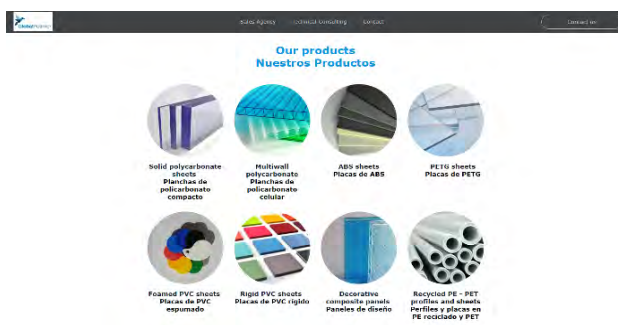 Sales Agency Technical Consulting Contact
Contact us
Our products
Nuestros Productos
Solid polycarbonate
sheets
Planchas de
policarbonato
compacto
Multiwall
polycarbonate
Planchas de
policarbonato
celular
ABS sheets
Placas de ABS
PETG sheets
Placas de PETG
Foamed PVC sheets
Placas de PVC
espumado
Rigid PVC sheets
Placas de PVC rígido
Decorative
composite panels
Paneles de diseño
Recycled PE - PET
profiles and sheets
Perfiles y placas en
PE reciclado y PET